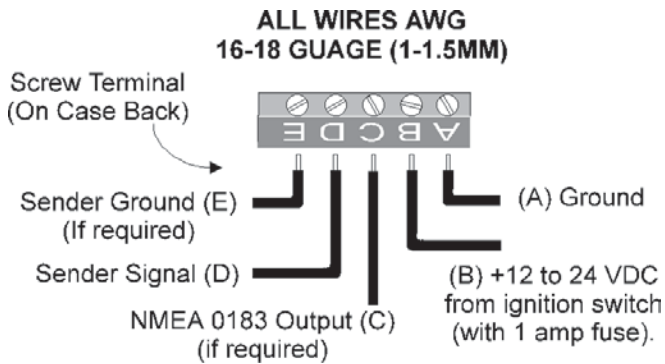 ALL WIRES AWG
16-18 GUAGE (1-1.5MM)
Screw Terminal
(On Case Back)
E D C B A
Sender Ground (E)
(If required)
(A) Ground
Sender Signal (D)
(B) +12 to 24 VDC
from ignition switch
(with 1 amp fuse).
NMEA 0183 Output (C)
(if required)